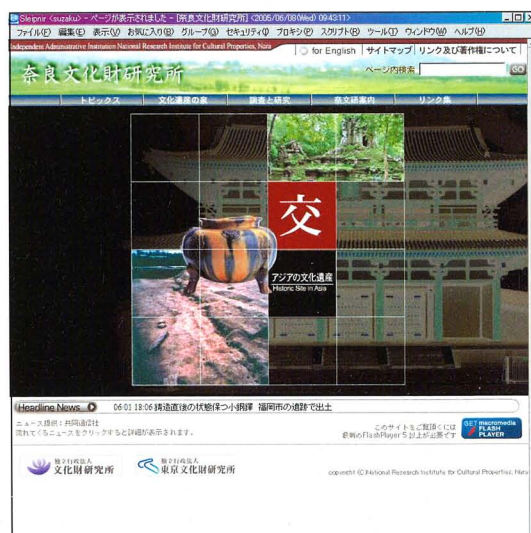 Sleipnir <suzaku> - ページが表示されました - [奈良文化財研究所] <2005/06/08(Wed) 09:43:11>
ファイル(F) 編集(E) 表示(V) お気に入り(B) グループ(G) セキュリティ(I) プロキシ(P) スクリプト(R) ツール(T) ウィンドウ(W) ヘルプ(H)
Independent Administrative Institution National Research Institute for Cultural Properties, Nara
for English | サイトマップ | リンク及び著作権について |
奈良文化財研究所
ページ内検索 GO
トピックス 文化遺産の泉 調査と研究 奈文研案内 リンク集
交
アジアの文化遺産
Historic Site in Asia
Headline News 06:01 18:06 鋳造直後の状態保つ小銅鐸 福岡市の遺跡で出土
ニュース提供:共同通信社
流れてくるニュースをクリックすると詳細が表示されます。
このサイトをご覧頂くには
最新のFlashPlayer 5 以上が必要です
GET macromedia FLASH PLAYER
独立行政法人
文化財研究所
独立行政法人
東京文化財研究所
copyright (C) National Research Institute for Cultural Properties, Nara